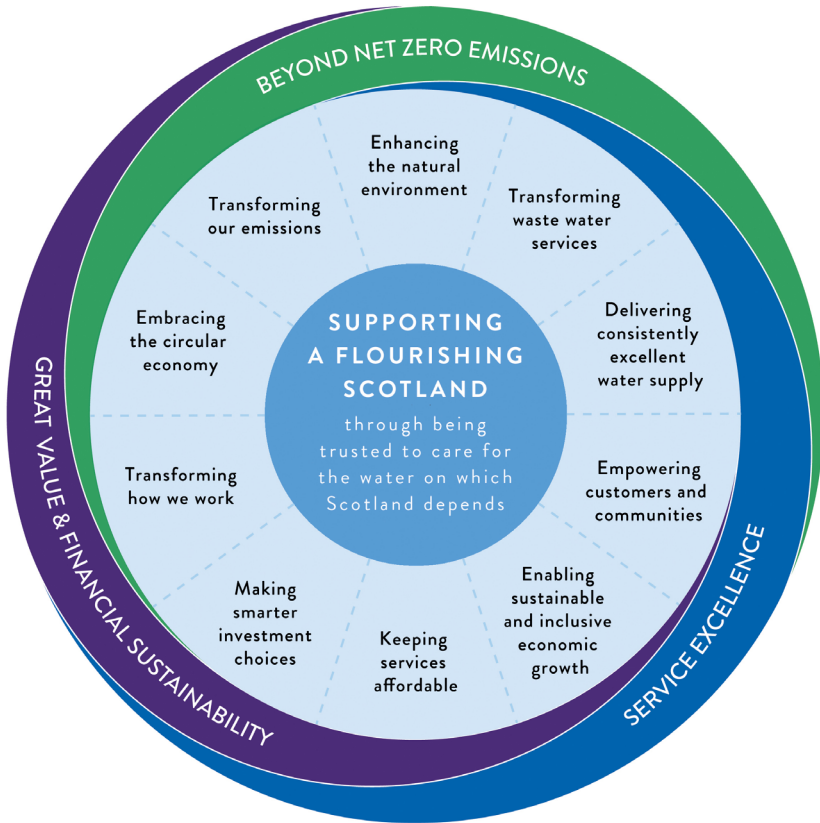 BEYOND NET ZERO EMISSIONS
Enhancing
the natural
environment
Transforming
waste water
services
Delivering
consistently
excellent
water supply
Empowering
customers and
communities
Enabling
sustainable
and inclusive
economic
growth
Keeping
services
affordable
Making
smarter
investment
choices
Transforming
how we work
Embracing
the circular
economy
Transforming
our emissions
SUPPORTING
A FLOURISHING
SCOTLAND
through being
trusted to care for
the water on which
Scotland depends
SERVICE EXCELLENCE
GREAT VALUE & FINANCIAL SUSTAINABILITY